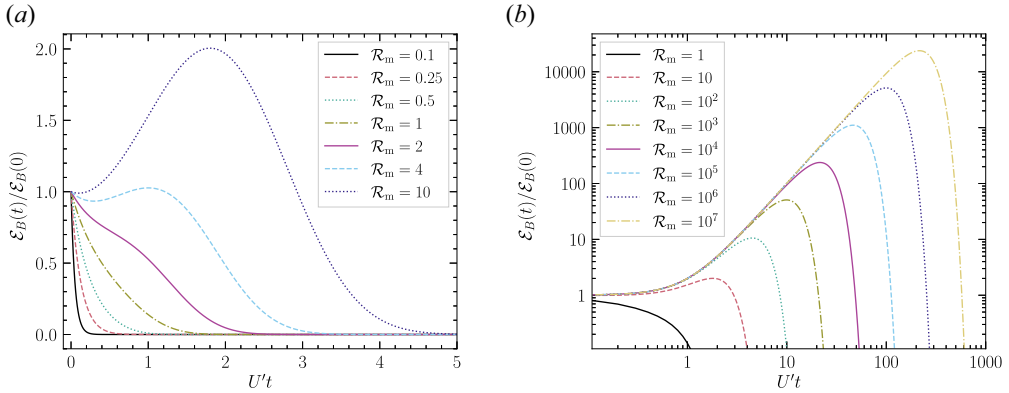 (a)
2.0
1.5
1.0
0.5
0.0
ℰ_B(t)/ℰ_B(0)
ℛ_m = 0.1
ℛ_m = 0.25
ℛ_m = 0.5
ℛ_m = 1
ℛ_m = 2
ℛ_m = 4
ℛ_m = 10
0 1 2 3 4 5
U′t
(b)
10000
1000
100
10
1
ℰ_B(t)/ℰ_B(0)
ℛ_m = 1
ℛ_m = 10
ℛ_m = 10²
ℛ_m = 10³
ℛ_m = 10⁴
ℛ_m = 10⁵
ℛ_m = 10⁶
ℛ_m = 10⁷
1 10 100 1000
U′t